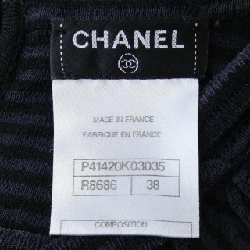 CHANEL
MADE IN FRANCE
FABRIQUE EN FRANCE
P41420K03035
R8686 38
COMPOSITION